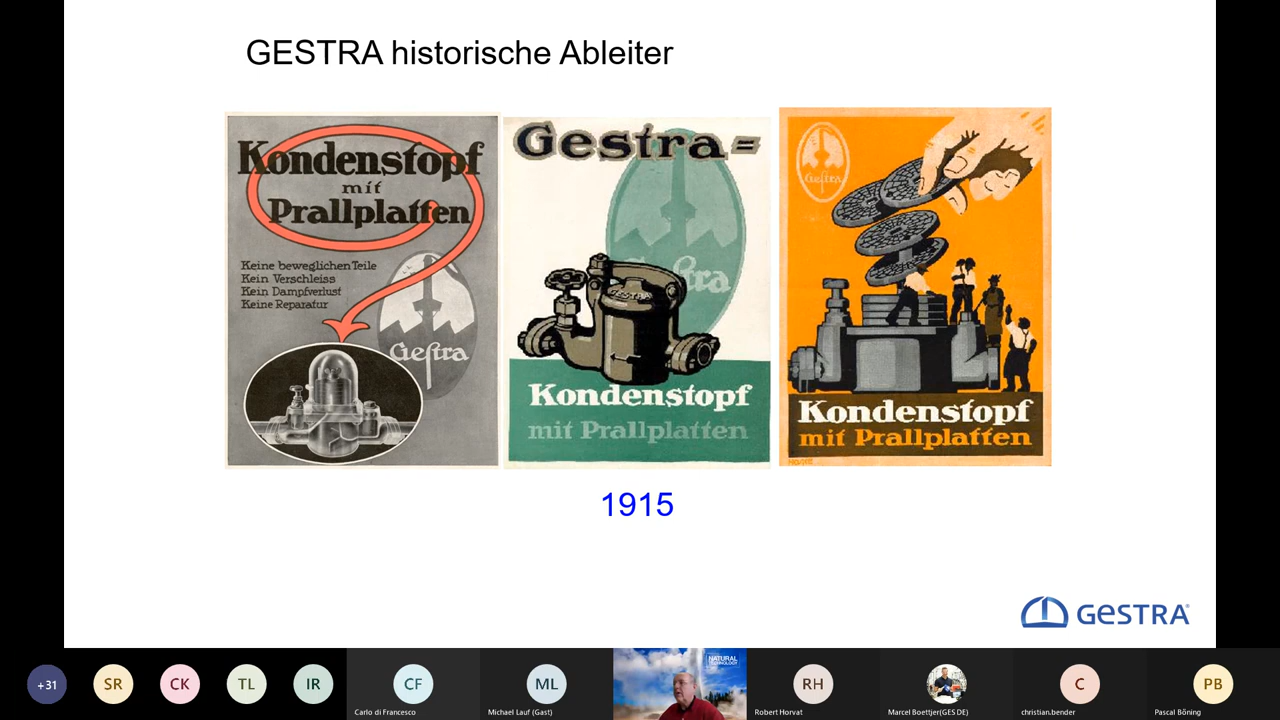 GESTRA historische Ableiter
Kondenstopf
mit
Prallplatten
Keine beweglichen Teile
Kein Verschleiss
Kein Dampfverlust
Keine Reparatur
Gestra
Gestra=
GESTRA
Kondenstopf
mit Prallplatten
Gestra
Kondenstopf
mit Prallplatten
1915
GESTRA
+31
SR
CK
TL
IR
CF
Carlo di Francesco
ML
Michael Lauf (Gast)
NATURAL
TECHNOLOGY
RH
Robert Horvat
Marcel Boettjer(GES DE)
C
christian.bender
PB
Pascal Böning